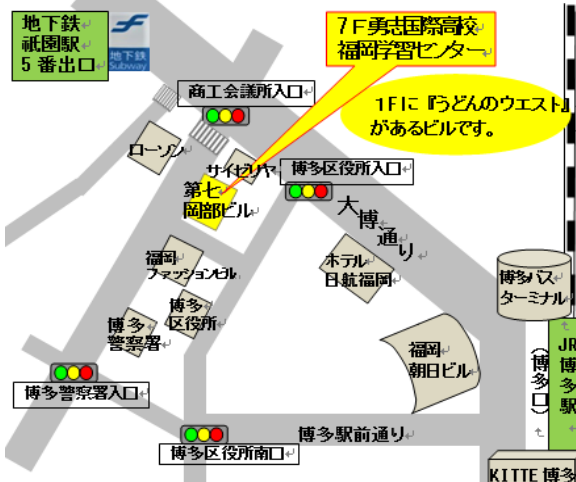 地下鉄
祇園駅
5番出口
地下鉄
Subway
7F勇志国際高校
福岡学習センター
1Fに『うどんのウエスト』
があるビルです。
商工会議所入口
ローソン
サイゼリヤ
博多区役所入口
第七
岡部ビル
大博通り
福岡
ファッションビル
ホテル
日航福岡
博多バス
ターミナル
博多
区役所
博多
警察署
福岡
朝日ビル
(博多口)
JR
博
多
駅
博多警察署入口
博多駅前通り
博多区役所南口
KITTE 博多